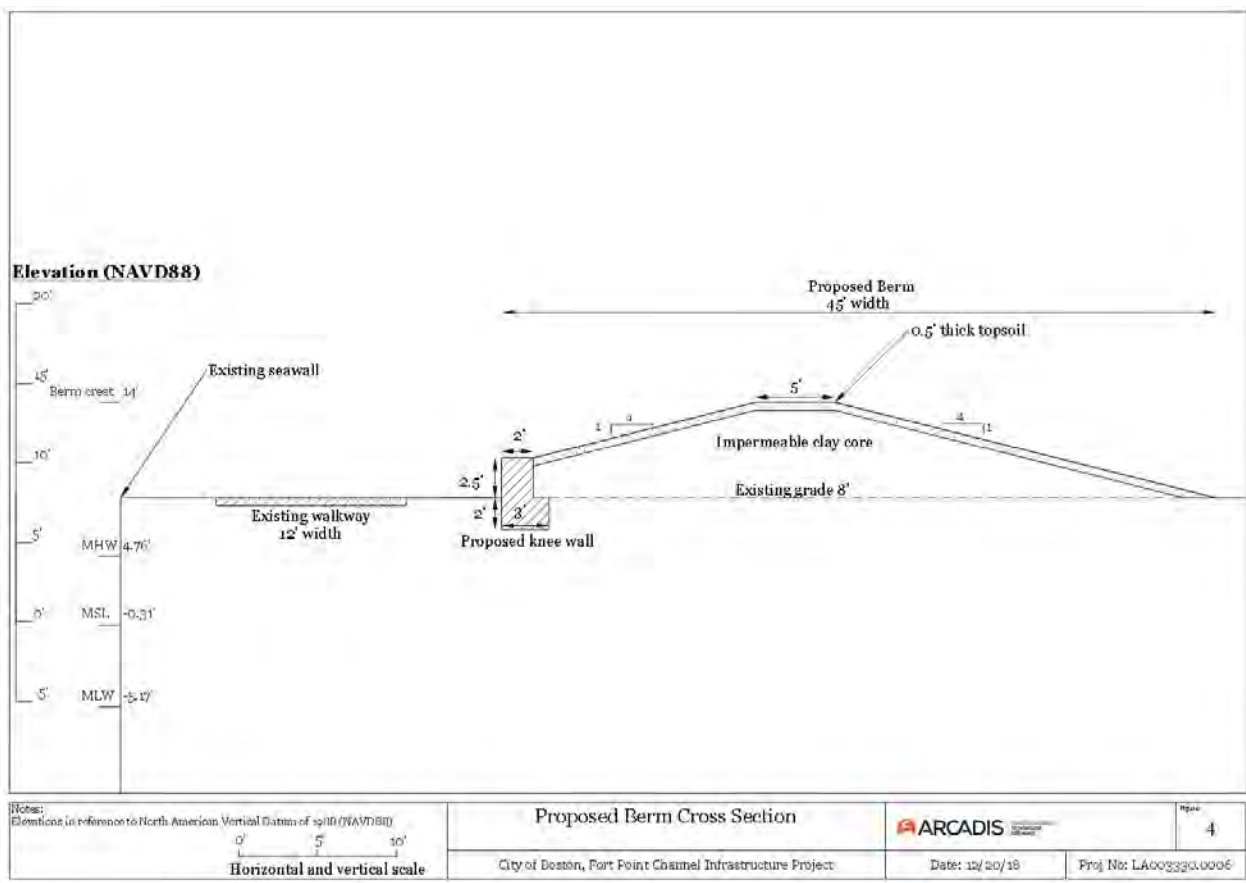 Elevation (NAVD88)
20'
15'
Berm crest 14'
10'
5'
MHW 4.76'
0'
MSL -0.31'
-5'
MLW -5.17'
Existing seawall
Existing walkway
12' width
Proposed Berm
45' width
0.5' thick topsoil
5'
1 4
4 1
2'
Impermeable clay core
2.5'
Existing grade 8'
2' 3'
Proposed knee wall
Notes:
Elevations in reference to North American Vertical Datum of 1988 (NAVD88)
0' 5' 10'
Horizontal and vertical scale
Proposed Berm Cross Section
City of Boston, Fort Point Channel Infrastructure Project
ARCADIS
Date: 12/20/18
Figure
4
Proj No: LA003330.0006